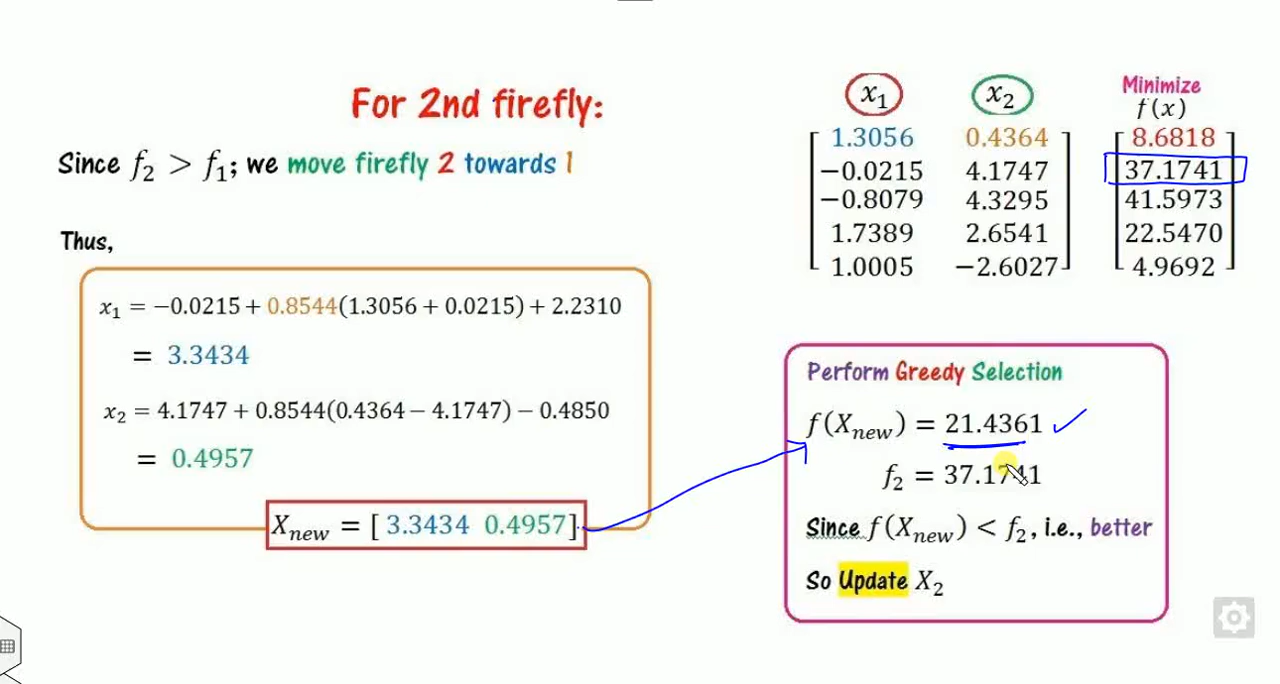 For 2nd firefly:
Since f₂ > f₁; we move firefly 2 towards 1
Thus,
x₁ = −0.0215 + 0.8544(1.3056 + 0.0215) + 2.2310
= 3.3434
x₂ = 4.1747 + 0.8544(0.4364 − 4.1747) − 0.4850
= 0.4957
Xnew = [ 3.3434 0.4957]
x₁ x₂ Minimize
f(x)
1.3056 0.4364 8.6818
−0.0215 4.1747 37.1741
−0.8079 4.3295 41.5973
1.7389 2.6541 22.5470
1.0005 −2.6027 4.9692
Perform Greedy Selection
f(Xnew) = 21.4361
f₂ = 37.1741
Since f(Xnew) < f₂, i.e., better
So Update X₂